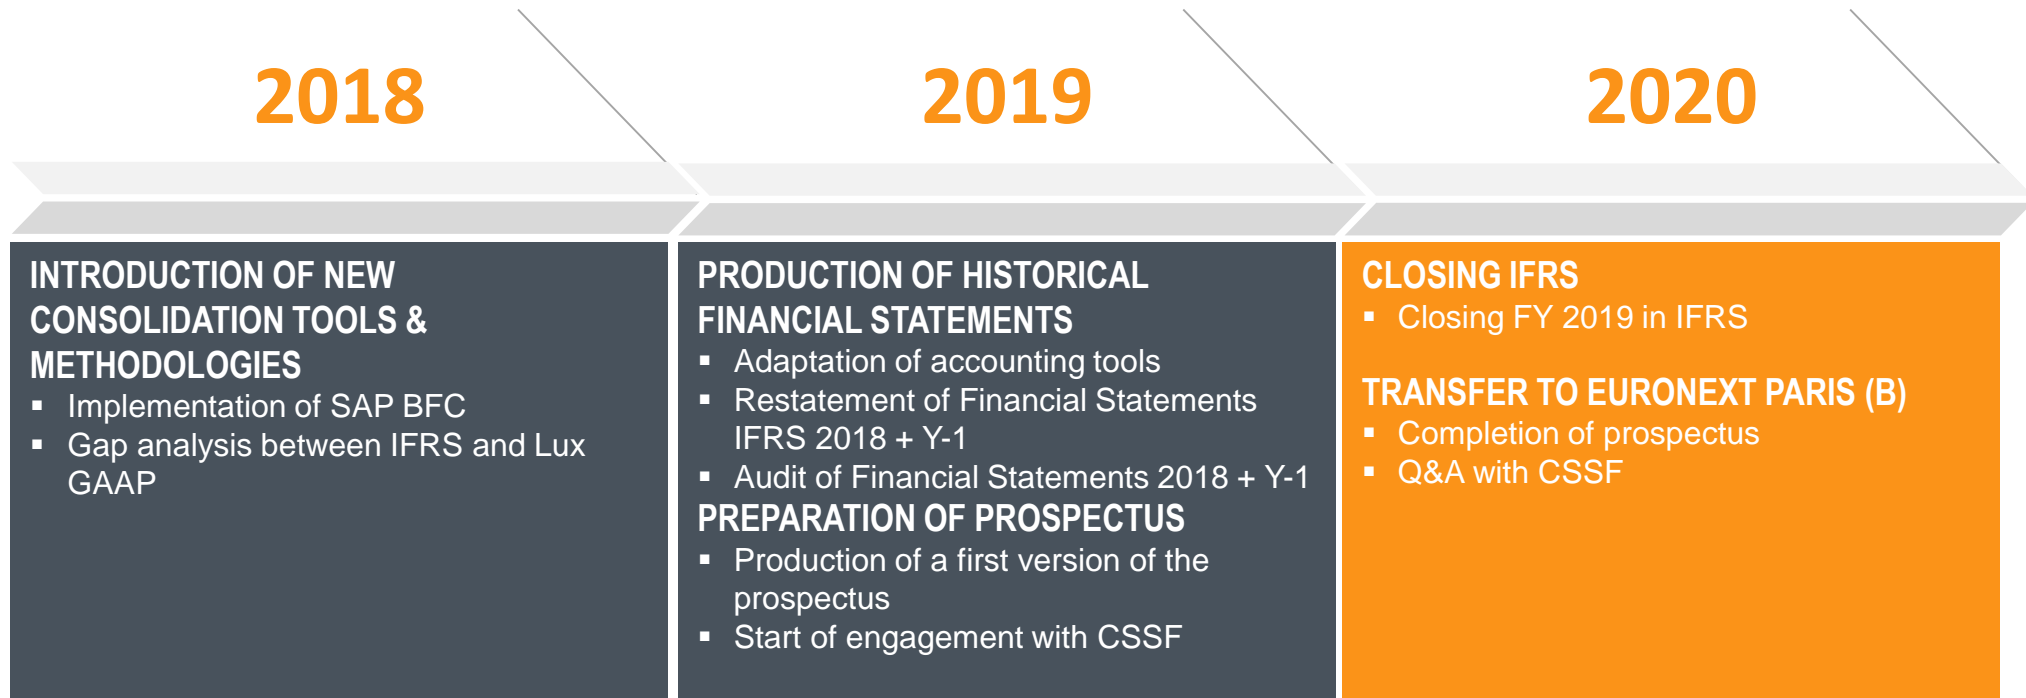 2018
2019
2020
INTRODUCTION OF NEW
CONSOLIDATION TOOLS &
METHODOLOGIES
▪ Implementation of SAP BFC
▪ Gap analysis between IFRS and Lux
GAAP
PRODUCTION OF HISTORICAL
FINANCIAL STATEMENTS
▪ Adaptation of accounting tools
▪ Restatement of Financial Statements
IFRS 2018 + Y-1
▪ Audit of Financial Statements 2018 + Y-1
PREPARATION OF PROSPECTUS
▪ Production of a first version of the
prospectus
▪ Start of engagement with CSSF
CLOSING IFRS
▪ Closing FY 2019 in IFRS
TRANSFER TO EURONEXT PARIS (B)
▪ Completion of prospectus
▪ Q&A with CSSF